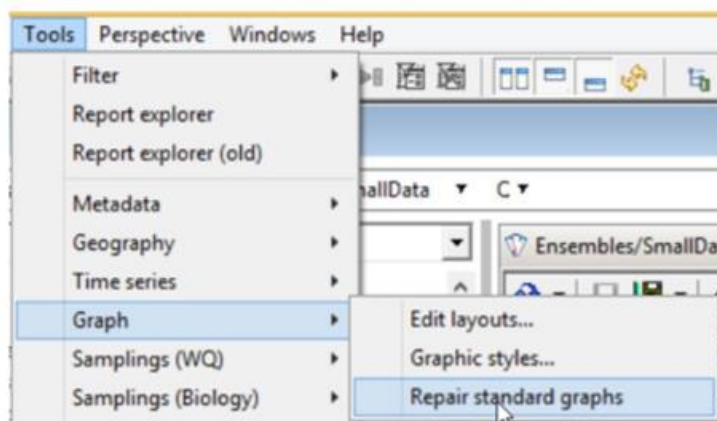 Tools Perspective Windows Help
Filter
Report explorer
Report explorer (old)
Metadata
Geography
Time series
Graph
Samplings (WQ)
Samplings (Biology)
allData C
Ensembles/SmallDa
Edit layouts...
Graphic styles...
Repair standard graphs